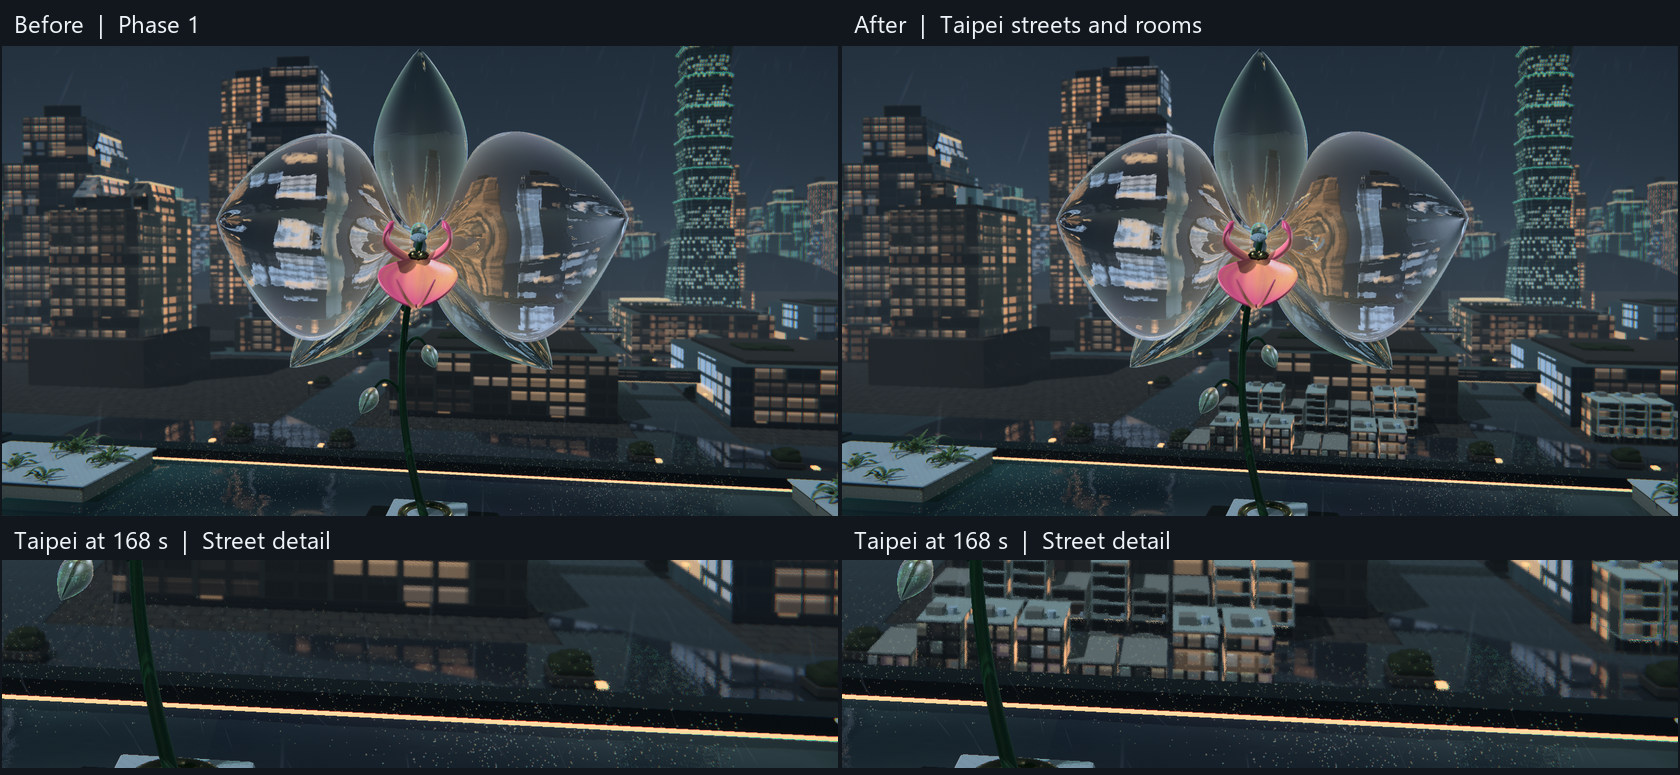 Before | Phase 1
After | Taipei streets and rooms
Taipei at 168 s | Street detail
Taipei at 168 s | Street detail